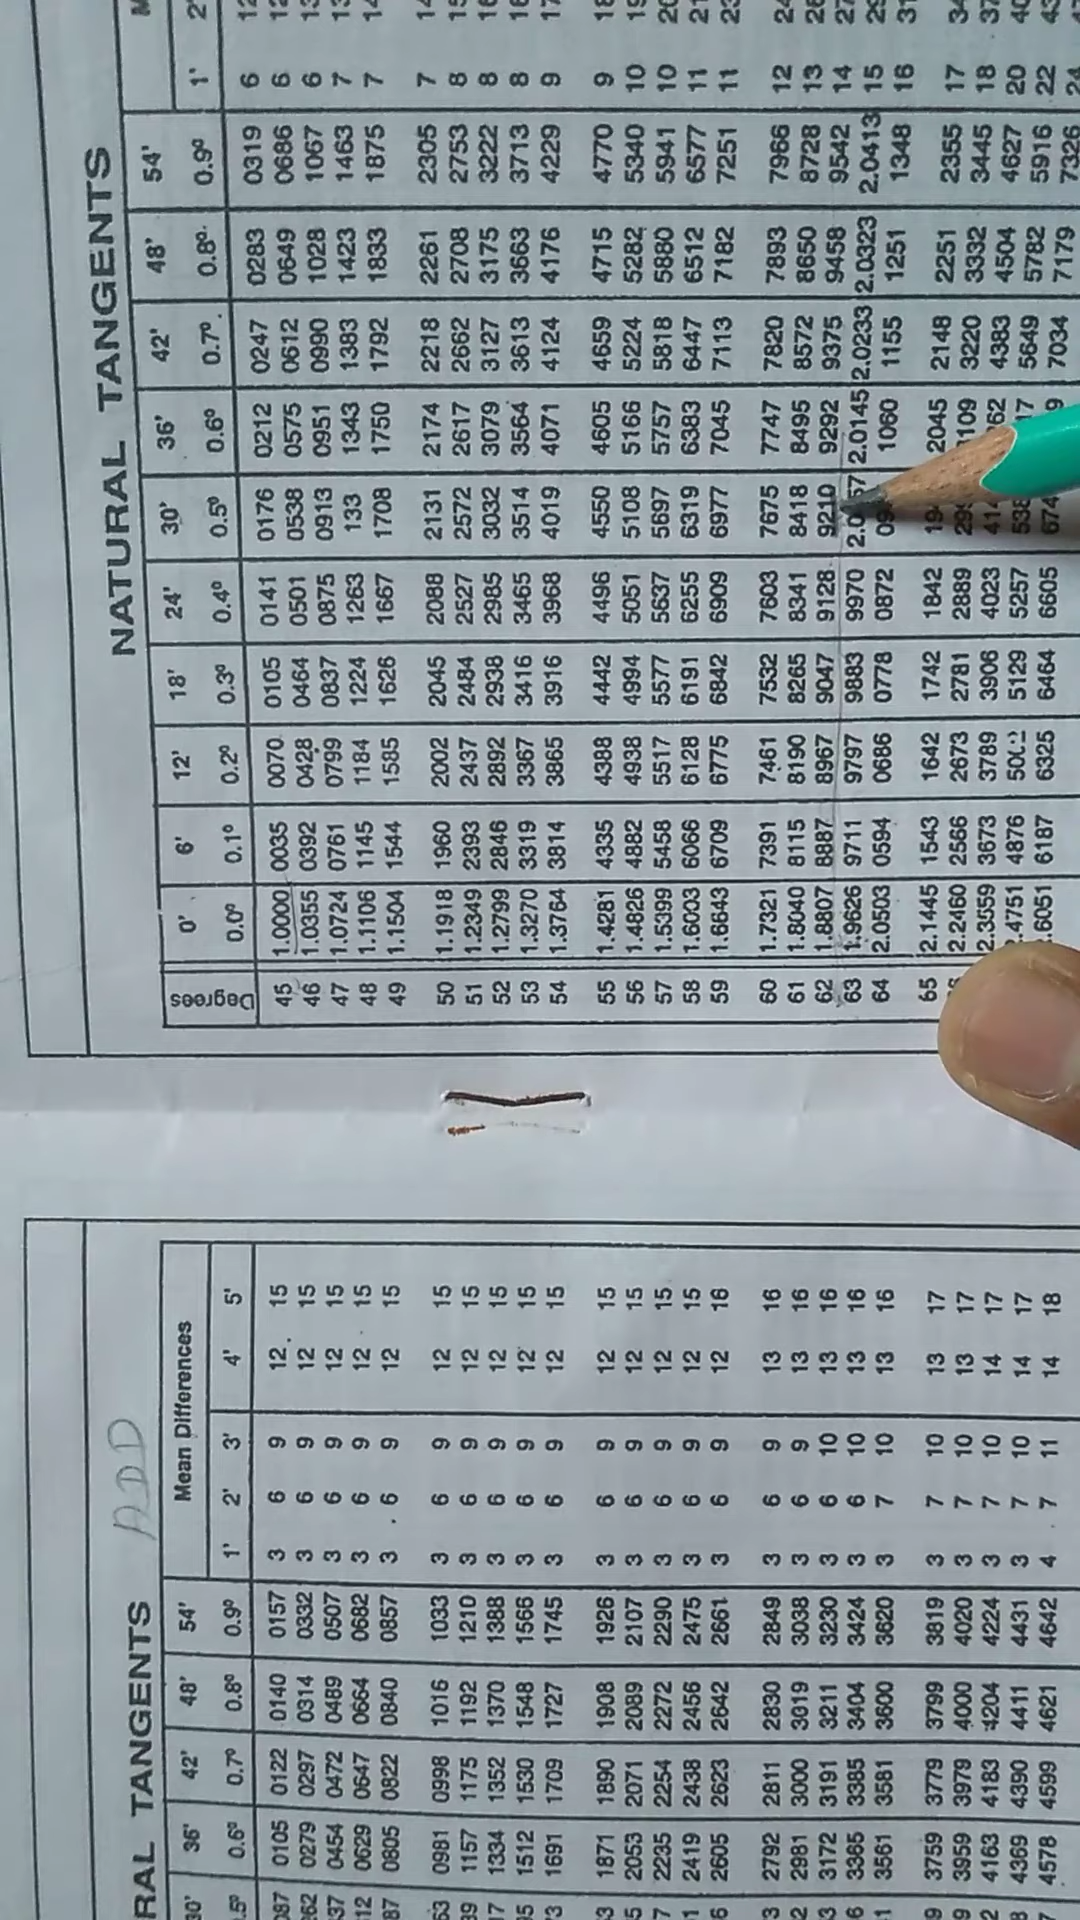 NATURAL TANGENTS
Degrees 0' 6' 12' 18' 24' 30' 36' 42' 48' 54'
0.0° 0.1° 0.2° 0.3° 0.4° 0.5° 0.6° 0.7° 0.8° 0.9° 1'
45 1.0000 0035 0070 0105 0141 0176 0212 0247 0283 0319 6
46 1.0355 0392 0428 0464 0501 0538 0575 0612 0649 0686 6
47 1.0724 0761 0799 0837 0875 0913 0951 0990 1028 1067 6
48 1.1106 1145 1184 1224 1263 133 1343 1383 1423 1463 7
49 1.1504 1544 1585 1626 1667 1708 1750 1792 1833 1875 7
50 1.1918 1960 2002 2045 2088 2131 2174 2218 2261 2305 7
51 1.2349 2393 2437 2484 2527 2572 2617 2662 2708 2753 8
52 1.2799 2846 2892 2938 2985 3032 3079 3127 3175 3222 8
53 1.3270 3319 3367 3416 3465 3514 3564 3613 3663 3713 8
54 1.3764 3814 3865 3916 3968 4019 4071 4124 4176 4229 9
55 1.4281 4335 4388 4442 4496 4550 4605 4659 4715 4770 9
56 1.4826 4882 4938 4994 5051 5108 5166 5224 5282 5340 10
57 1.5399 5458 5517 5577 5637 5697 5757 5818 5880 5941 10
58 1.6003 6066 6128 6191 6255 6319 6383 6447 6512 6577 11
59 1.6643 6709 6775 6842 6909 6977 7045 7113 7182 7251 11
60 1.7321 7391 7461 7532 7603 7675 7747 7820 7893 7966 12
61 1.8040 8115 8190 8265 8341 8418 8495 8572 8650 8728 13
62 1.8807 8887 8967 9047 9128 9210 9292 9375 9458 9542 14
63 1.9626 9711 9797 9883 9970 2.0145 2.0233 2.0323 2.0413 15
64 2.0503 0594 0686 0778 0872 1060 1155 1251 1348 16
65 2.1445 1543 1642 1742 1842 2045 2148 2251 2355 17
2.2460 2566 2673 2781 2889 3220 3332 3445 18
2.3559 3673 3789 3906 4023 4383 4504 4627 20
4876 5129 5257 5649 5782 5916 22
6187 6325 6464 6605 7034 7179 7326
TANGENTS
ADD
Mean Differences
36' 42' 48' 54' 1' 2' 3' 4' 5'
0.6° 0.7° 0.8° 0.9°
0105 0122 0140 0157 3 6 9 12 15
0279 0297 0314 0332 3 6 9 12 15
0454 0472 0489 0507 3 6 9 12 15
0629 0647 0664 0682 3 6 9 12 15
0805 0822 0840 0857 3 6 9 12 15
0981 0998 1016 1033 3 6 9 12 15
1157 1175 1192 1210 3 6 9 12 15
1334 1352 1370 1388 3 6 9 12 15
1512 1530 1548 1566 3 6 9 12 15
1691 1709 1727 1745 3 6 9 12 15
1871 1890 1908 1926 3 6 9 12 15
2053 2071 2089 2107 3 6 9 12 15
2235 2254 2272 2290 3 6 9 12 15
2419 2438 2456 2475 3 6 9 12 15
2605 2623 2642 2661 3 6 9 12 16
2792 2811 2830 2849 3 6 9 13 16
2981 3000 3019 3038 3 6 9 13 16
3172 3191 3211 3230 3 6 10 13 16
3365 3385 3404 3424 3 6 10 13 16
3561 3581 3600 3620 3 7 10 13 16
3759 3779 3799 3819 3 7 10 13 17
3959 3979 4000 4020 3 7 10 13 17
4163 4183 4204 4224 3 7 10 14 17
4369 4390 4411 4431 3 7 10 14 17
4578 4599 4621 4642 4 7 11 14 18